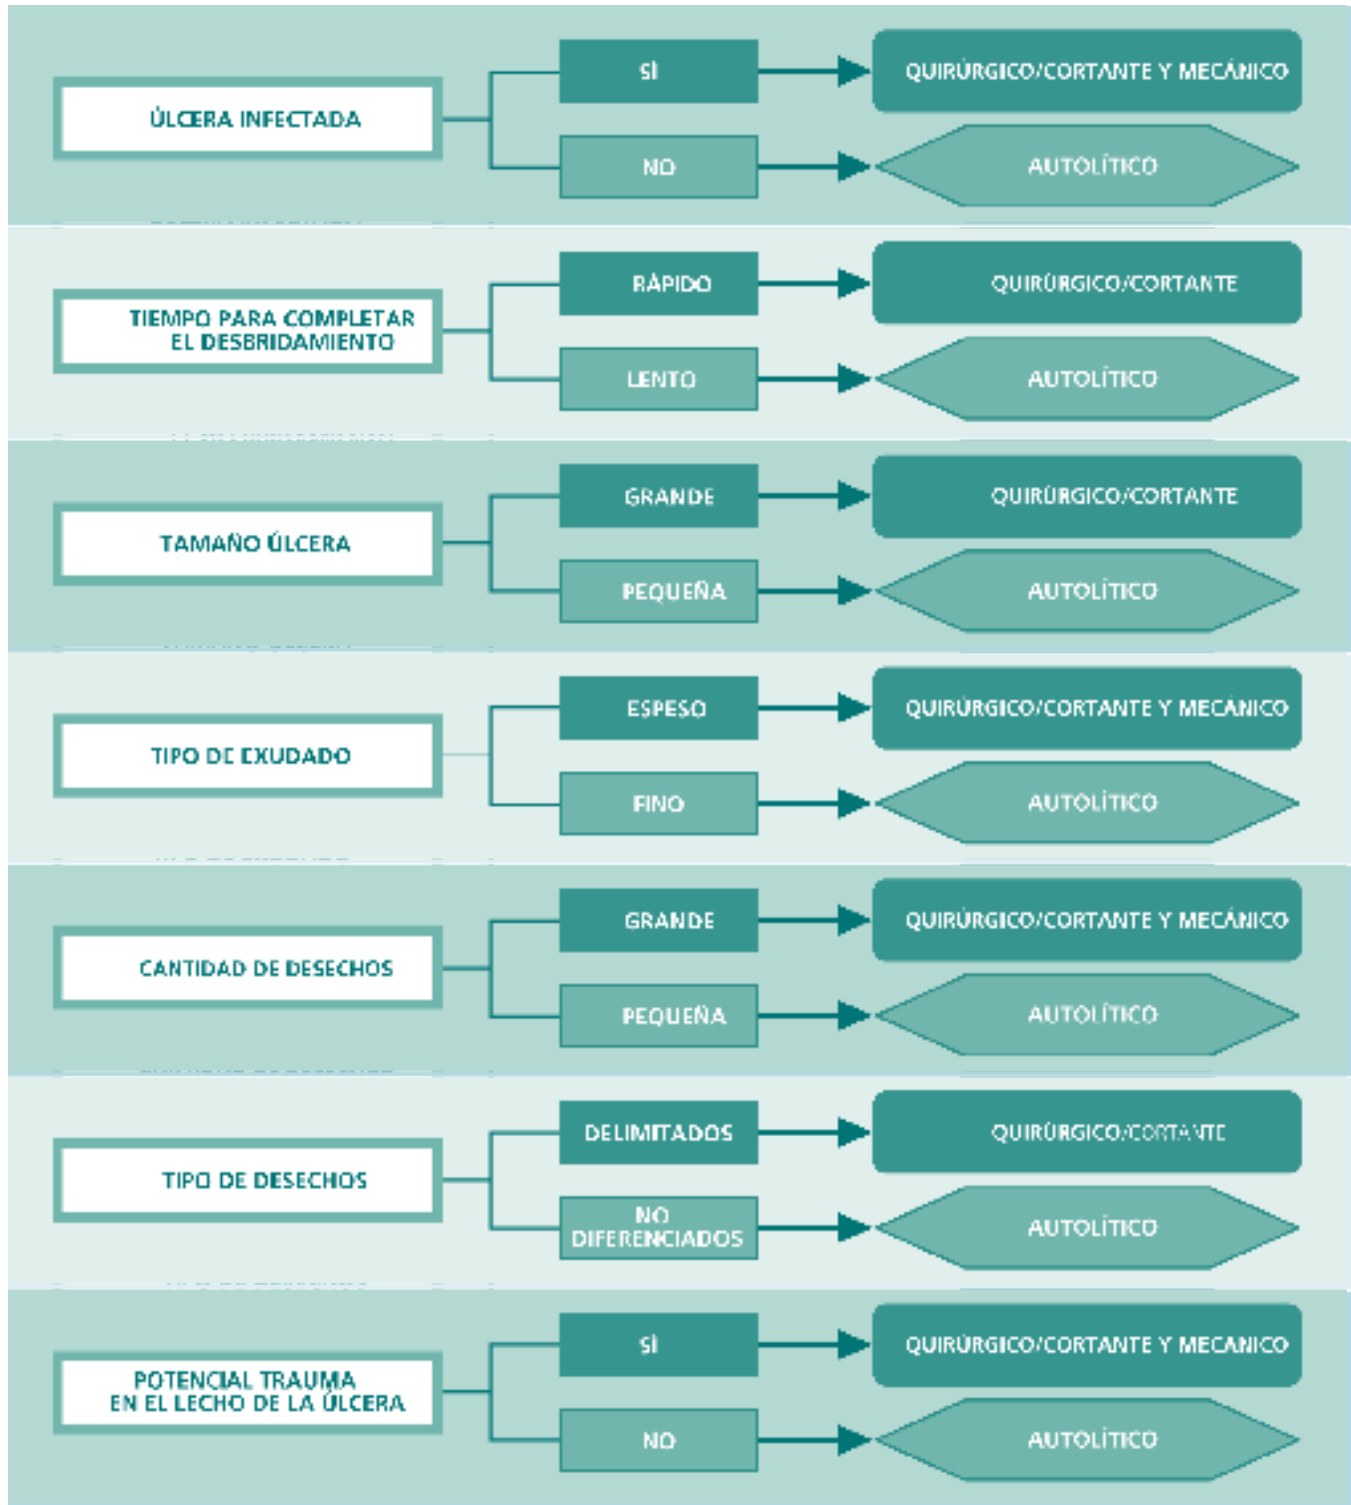 ÚLCERA INFECTADA
SÌ
QUIRÚRGICO/CORTANTE Y MECÁNICO
NO
AUTOLÍTICO
TIEMPO PARA COMPLETAR
EL DESBRIDAMIENTO
RÁPIDO
QUIRÚRGICO/CORTANTE
LENTO
AUTOLÍTICO
TAMAÑO ÚLCERA
GRANDE
QUIRÚRGICO/CORTANTE
PEQUEÑA
AUTOLÍTICO
TIPO DE EXUDADO
ESPESO
QUIRÚRGICO/CORTANTE Y MECÁNICO
FINO
AUTOLÍTICO
CANTIDAD DE DESECHOS
GRANDE
QUIRÚRGICO/CORTANTE Y MECÁNICO
PEQUEÑA
AUTOLÍTICO
TIPO DE DESECHOS
DELIMITADOS
QUIRÚRGICO/CORTANTE
NO
DIFERENCIADOS
AUTOLÍTICO
POTENCIAL TRAUMA
EN EL LECHO DE LA ÚLCERA
SÌ
QUIRÚRGICO/CORTANTE Y MECÁNICO
NO
AUTOLÍTICO